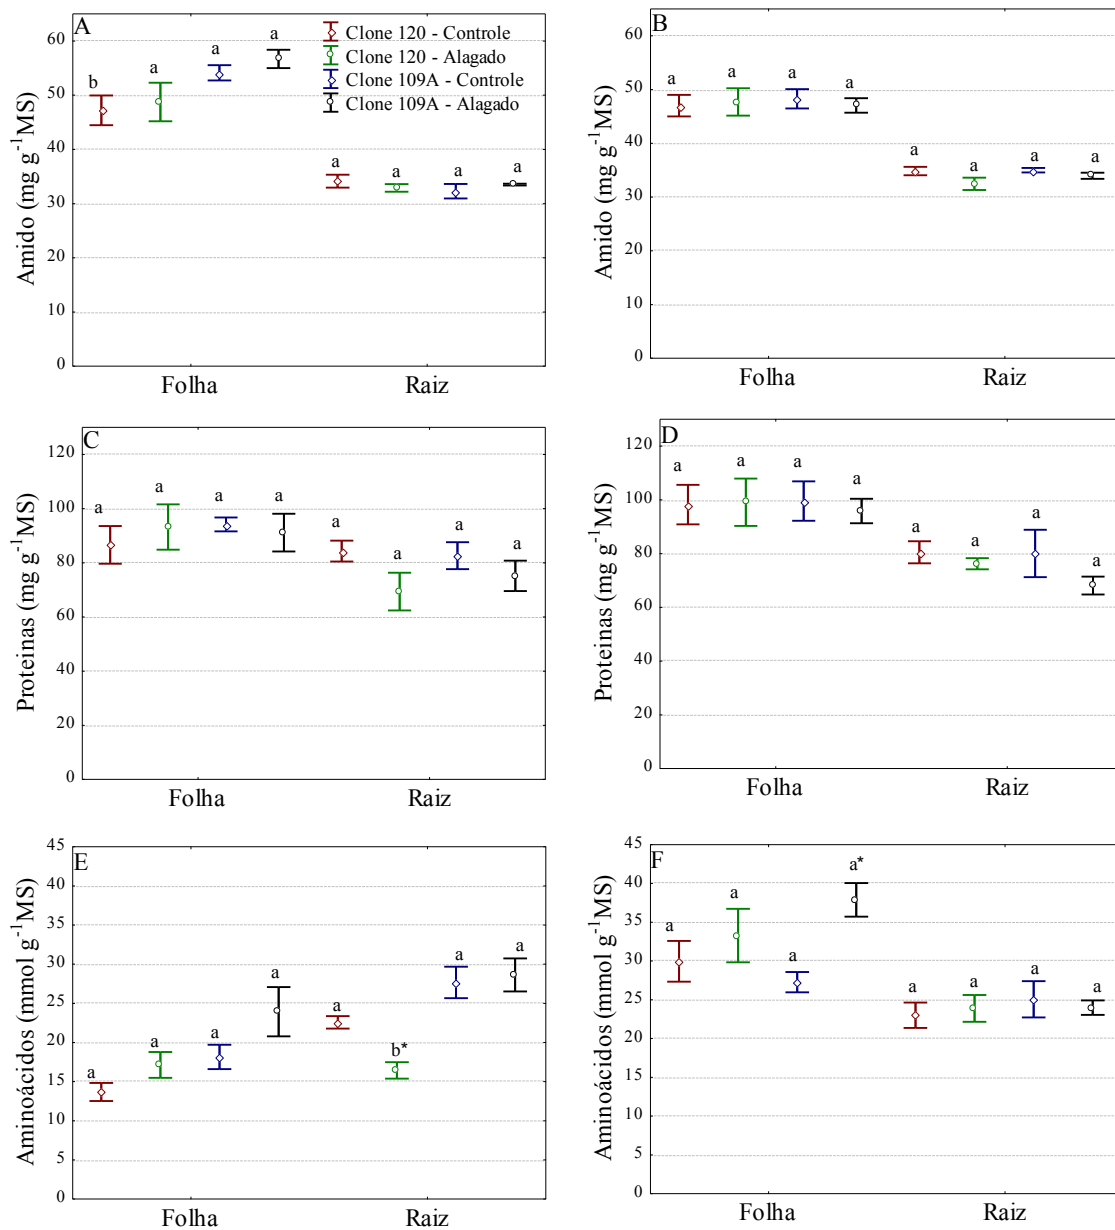 A
Clone 120 - Controle
Clone 120 - Alagado
Clone 109A - Controle
Clone 109A - Alagado
Amido (mg g⁻¹MS)
60
50
40
30
20
10
0
b a a a a a a a
Folha Raiz
B
Amido (mg g⁻¹MS)
60
50
40
30
20
10
0
a a a a a a a a
Folha Raiz
C
Proteinas (mg g⁻¹MS)
120
100
80
60
40
20
0
a a a a a a a a
Folha Raiz
D
Proteinas (mg g⁻¹MS)
120
100
80
60
40
20
0
a a a a a a a a
Folha Raiz
E
Aminoácidos (mmol g⁻¹MS)
45
40
35
30
25
20
15
10
5
0
a a a a a b* a a
Folha Raiz
F
Aminoácidos (mmol g⁻¹MS)
45
40
35
30
25
20
15
10
5
0
a a a a* a a a a
Folha Raiz